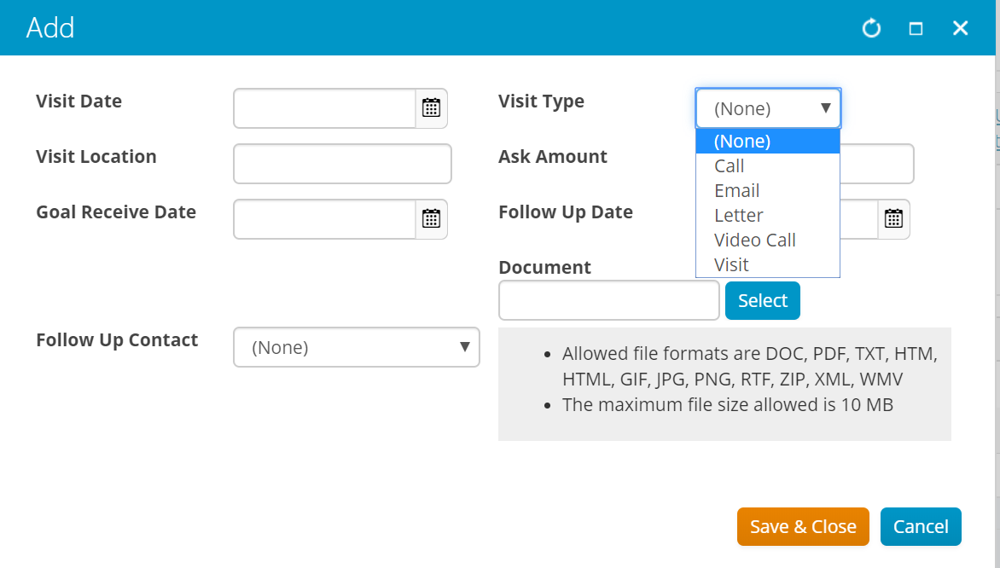 Add
Visit Date
Visit Type
(None)
(None)
Call
Email
Letter
Video Call
Visit
Visit Location
Ask Amount
Goal Receive Date
Follow Up Date
Document
Select
Follow Up Contact
(None)
• Allowed file formats are DOC, PDF, TXT, HTM,
HTML, GIF, JPG, PNG, RTF, ZIP, XML, WMV
• The maximum file size allowed is 10 MB
Save & Close
Cancel